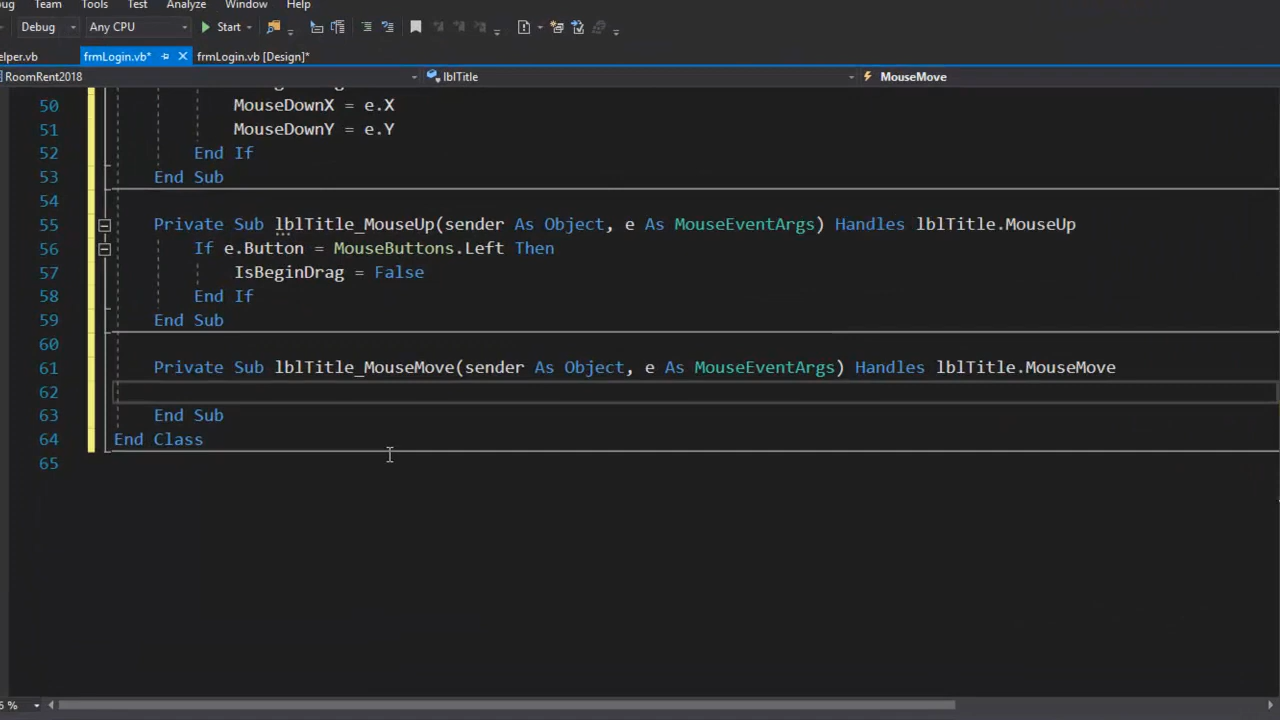 Team Tools Test Analyze Window Help
Debug Any CPU Start
elper.vb frmLogin.vb* frmLogin.vb [Design]*
RoomRent2018 lblTitle MouseMove
50 MouseDownX = e.X
51 MouseDownY = e.Y
52 End If
53 End Sub
54
55 Private Sub lblTitle_MouseUp(sender As Object, e As MouseEventArgs) Handles lblTitle.MouseUp
56 If e.Button = MouseButtons.Left Then
57 IsBeginDrag = False
58 End If
59 End Sub
60
61 Private Sub lblTitle_MouseMove(sender As Object, e As MouseEventArgs) Handles lblTitle.MouseMove
62
63 End Sub
64 End Class
65